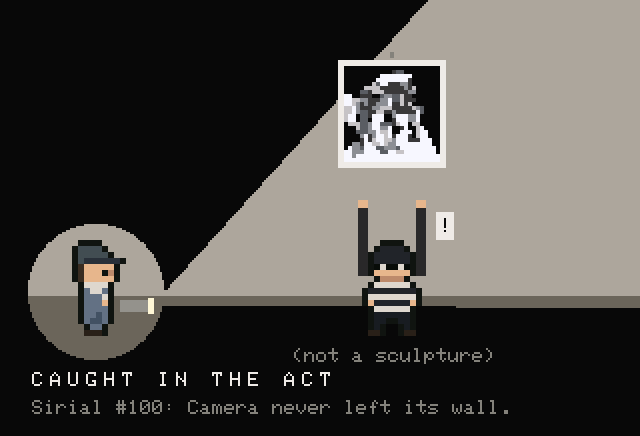 !
(not a sculpture)
CAUGHT IN THE ACT
Sirial #100: Camera never left its wall.